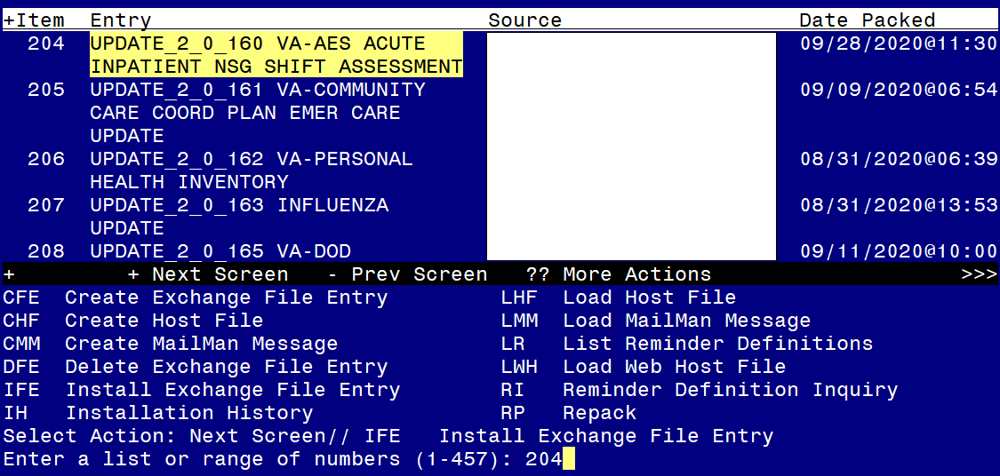 +Item  Entry                           Source                   Date Packed
  204  UPDATE_2_0_160 VA-AES ACUTE                              09/28/2020@11:30
       INPATIENT NSG SHIFT ASSESSMENT
  205  UPDATE_2_0_161 VA-COMMUNITY                              09/09/2020@06:54
       CARE COORD PLAN EMER CARE
       UPDATE
  206  UPDATE_2_0_162 VA-PERSONAL                               08/31/2020@06:39
       HEALTH INVENTORY
  207  UPDATE_2_0_163 INFLUENZA                                 08/31/2020@13:53
       UPDATE
  208  UPDATE_2_0_165 VA-DOD                                    09/11/2020@10:00
+         + Next Screen   - Prev Screen   ?? More Actions                    >>>
CFE  Create Exchange File Entry         LHF  Load Host File
CHF  Create Host File                   LMM  Load MailMan Message
CMM  Create MailMan Message             LR   List Reminder Definitions
DFE  Delete Exchange File Entry         LWH  Load Web Host File
IFE  Install Exchange File Entry        RI   Reminder Definition Inquiry
IH   Installation History               RP   Repack
Select Action: Next Screen// IFE   Install Exchange File Entry
Enter a list or range of numbers (1-457): 204